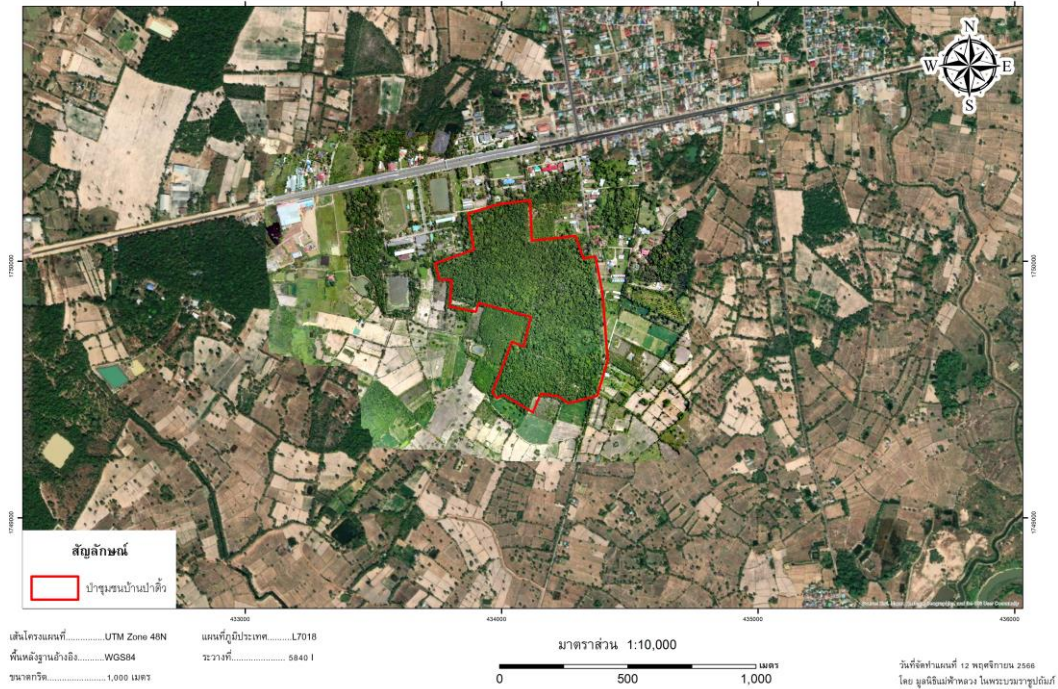 N
W E
S
1750000
1750000
1749000
1749000
สัญลักษณ์
ป่าชุมชนบ้านป่าติ้ว
433000
434000
435000
436000
เส้นโครงแผนที่..............UTM Zone 48N
พื้นหลังฐานอ้างอิง..........WGS84
ขนาดกริด......................1,000 เมตร
แผนที่ภูมิประเทศ..........L7018
ระวางที่..................... 5840 I
มาตราส่วน 1:10,000
เมตร
0 500 1,000
วันที่จัดทำแผนที่ 12 พฤศจิกายน 2566
โดย มูลนิธิแม่ฟ้าหลวง ในพระบรมราชูปถัมภ์